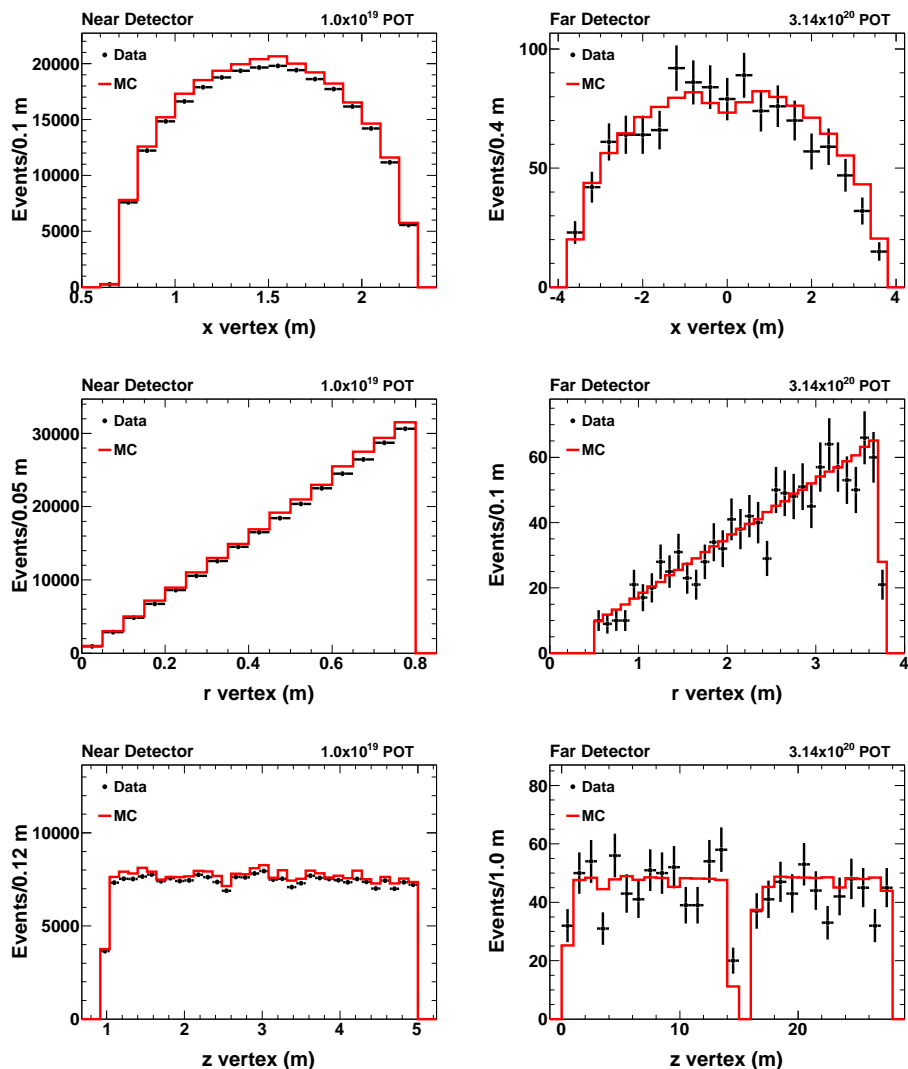 Near Detector 1.0x10^19 POT
Data
MC
Events/0.1 m
20000
15000
10000
5000
0
0.5 1 1.5 2
x vertex (m)
Far Detector 3.14x10^20 POT
Data
MC
Events/0.4 m
100
50
0
-4 -2 0 2 4
x vertex (m)
Near Detector 1.0x10^19 POT
Data
MC
Events/0.05 m
30000
20000
10000
0
0 0.2 0.4 0.6 0.8
r vertex (m)
Far Detector 3.14x10^20 POT
Data
MC
Events/0.1 m
60
40
20
0
0 1 2 3 4
r vertex (m)
Near Detector 1.0x10^19 POT
Data
MC
Events/0.12 m
10000
5000
0
1 2 3 4 5
z vertex (m)
Far Detector 3.14x10^20 POT
Data
MC
Events/1.0 m
80
60
40
20
0
0 10 20
z vertex (m)